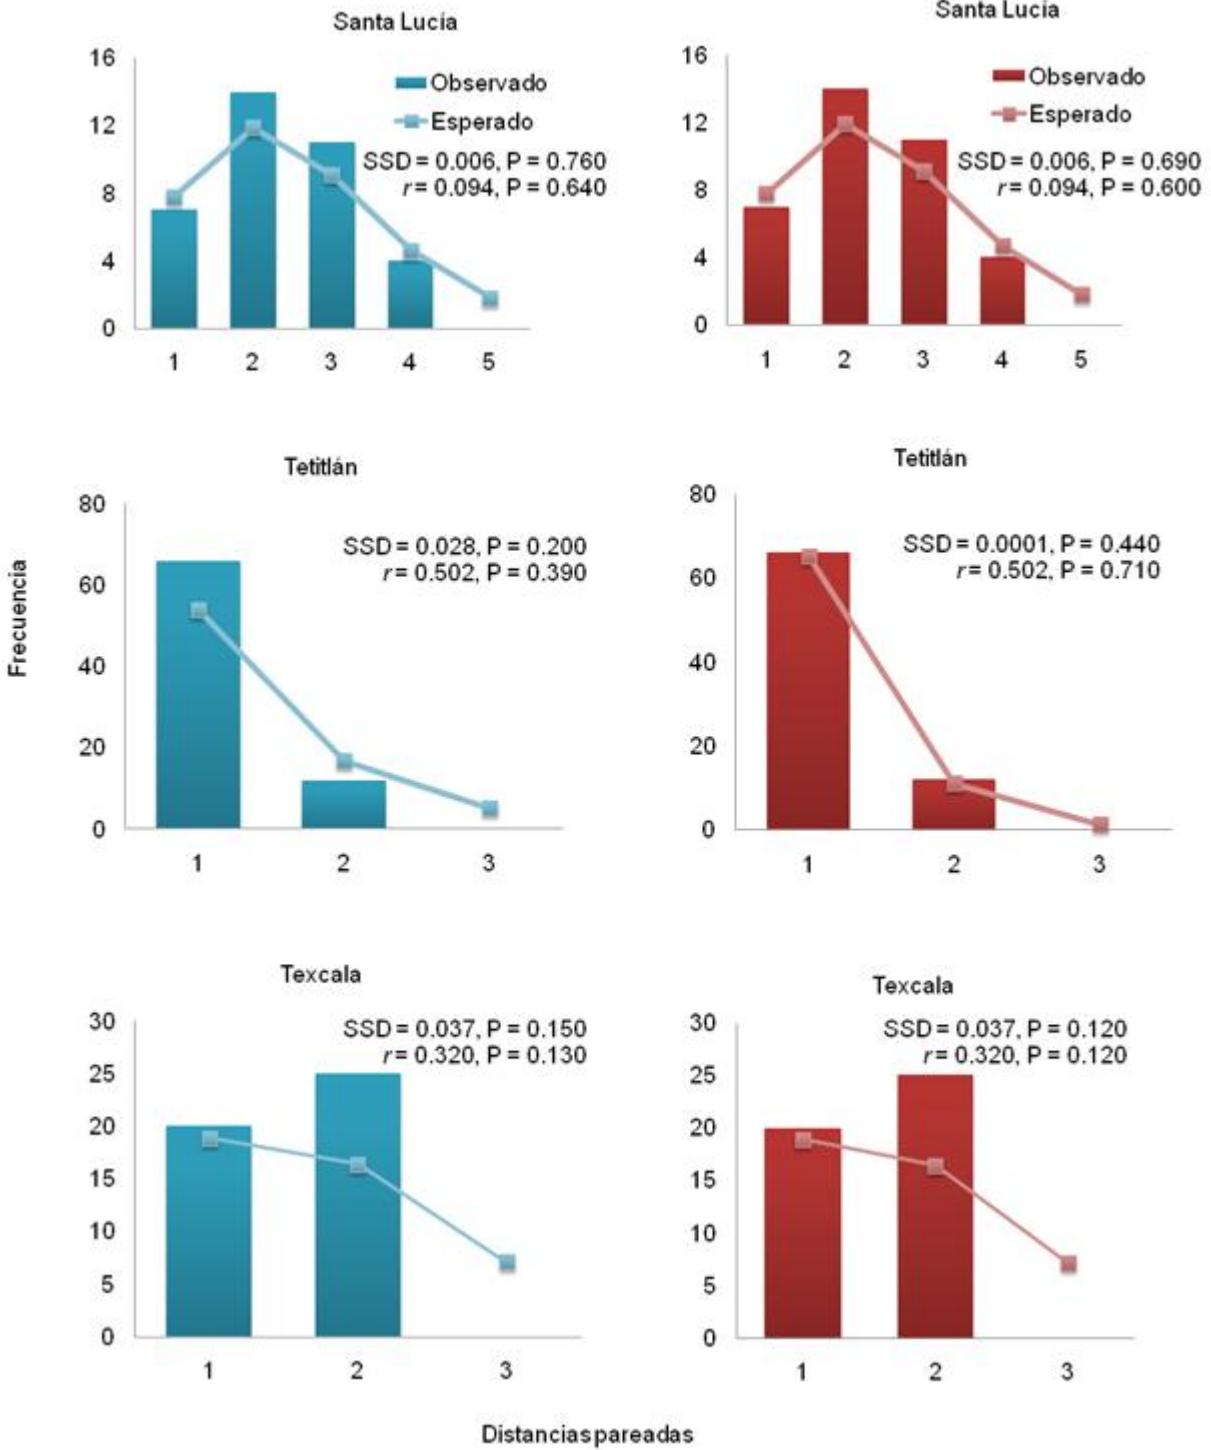 Santa Lucía
16
12
8
4
0
Observado
Esperado
SSD = 0.006, P = 0.760
r = 0.094, P = 0.640
1 2 3 4 5
Santa Lucía
16
12
8
4
0
Observado
Esperado
SSD = 0.006, P = 0.690
r = 0.094, P = 0.600
1 2 3 4 5
Frecuencia
Tetitlán
80
60
40
20
0
SSD = 0.028, P = 0.200
r = 0.502, P = 0.390
1 2 3
Tetitlán
80
60
40
20
0
SSD = 0.0001, P = 0.440
r = 0.502, P = 0.710
1 2 3
Texcala
30
25
20
15
10
5
0
SSD = 0.037, P = 0.150
r = 0.320, P = 0.130
1 2 3
Texcala
30
25
20
15
10
5
0
SSD = 0.037, P = 0.120
r = 0.320, P = 0.120
1 2 3
Distancias pareadas